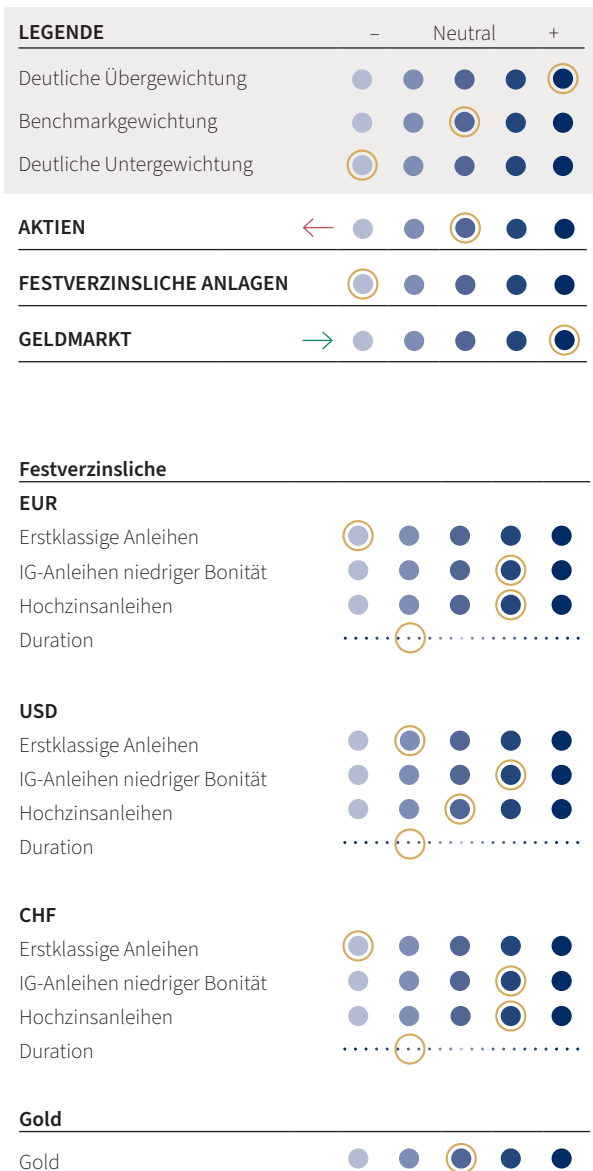 LEGENDE – Neutral +
Deutliche Übergewichtung
Benchmarkgewichtung
Deutliche Untergewichtung
AKTIEN
FESTVERZINSLICHE ANLAGEN
GELDMARKT
Festverzinsliche
EUR
Erstklassige Anleihen
IG-Anleihen niedriger Bonität
Hochzinsanleihen
Duration
USD
Erstklassige Anleihen
IG-Anleihen niedriger Bonität
Hochzinsanleihen
Duration
CHF
Erstklassige Anleihen
IG-Anleihen niedriger Bonität
Hochzinsanleihen
Duration
Gold
Gold